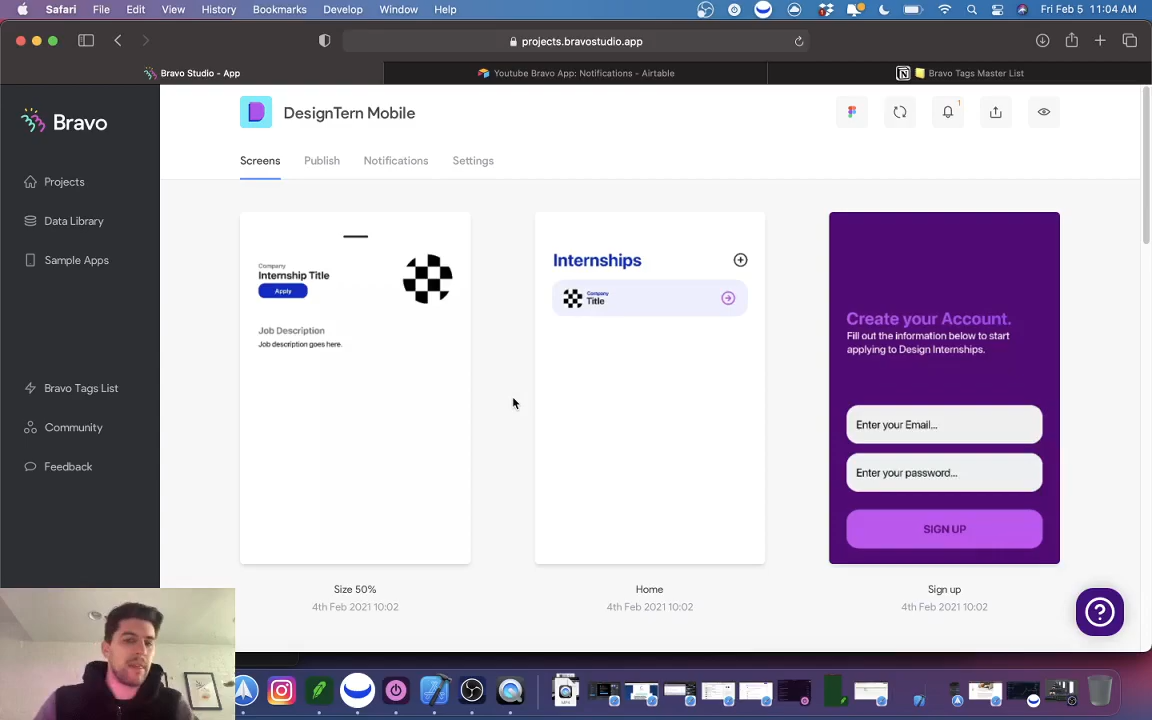 Safari File Edit View History Bookmarks Develop Window Help Fri Feb 5 11:04 AM
projects.bravostudio.app
Bravo Studio - App
Youtube Bravo App: Notifications - Airtable
Bravo Tags Master List
Bravo
DesignTern Mobile
1
Screens Publish Notifications Settings
Projects
Data Library
Sample Apps
Bravo Tags List
Community
Feedback
Company
Internship Title
Apply
Job Description
Job description goes here.
Size 50%
4th Feb 2021 10:02
Internships
Company
Title
Home
4th Feb 2021 10:02
Create your Account.
Fill out the information below to start
applying to Design Internships.
Enter your Email...
Enter your password...
SIGN UP
Sign up
4th Feb 2021 10:02